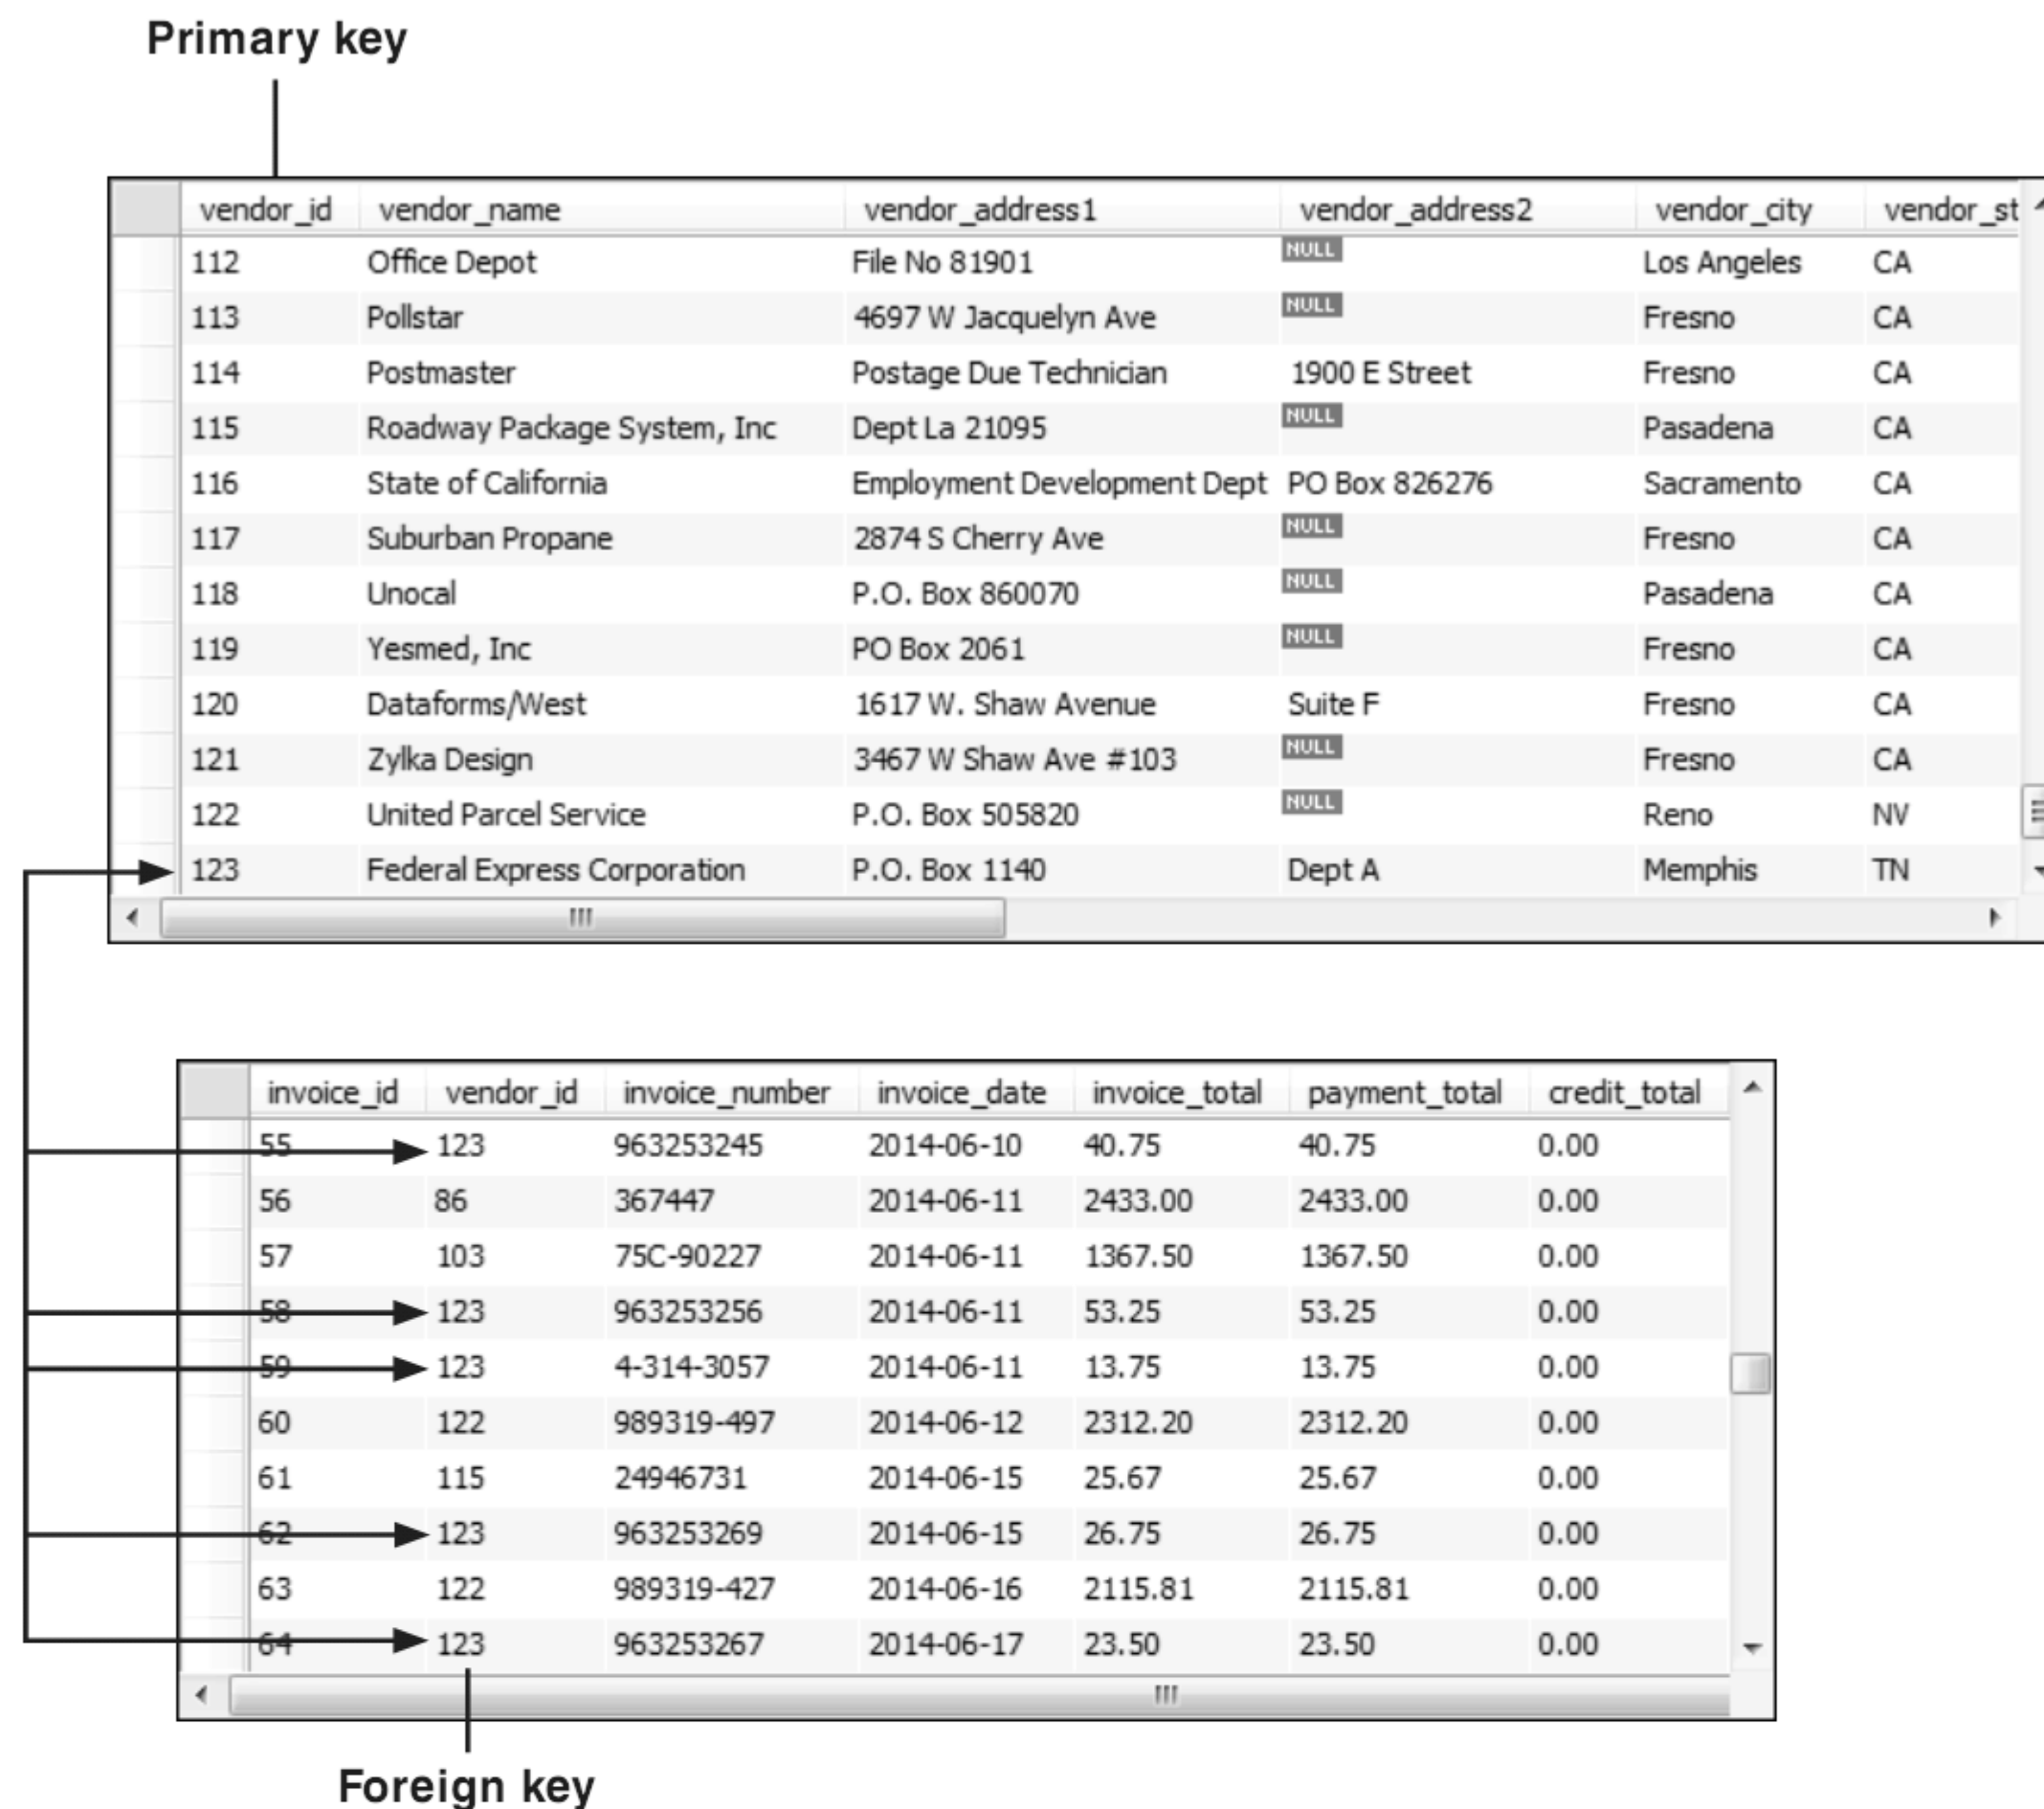 Primary key
vendor_id vendor_name vendor_address1 vendor_address2 vendor_city vendor_st
112 Office Depot File No 81901 NULL Los Angeles CA
113 Pollstar 4697 W Jacquelyn Ave NULL Fresno CA
114 Postmaster Postage Due Technician 1900 E Street Fresno CA
115 Roadway Package System, Inc Dept La 21095 NULL Pasadena CA
116 State of California Employment Development Dept PO Box 826276 Sacramento CA
117 Suburban Propane 2874 S Cherry Ave NULL Fresno CA
118 Unocal P.O. Box 860070 NULL Pasadena CA
119 Yesmed, Inc PO Box 2061 NULL Fresno CA
120 Dataforms/West 1617 W. Shaw Avenue Suite F Fresno CA
121 Zylka Design 3467 W Shaw Ave #103 NULL Fresno CA
122 United Parcel Service P.O. Box 505820 NULL Reno NV
123 Federal Express Corporation P.O. Box 1140 Dept A Memphis TN
invoice_id vendor_id invoice_number invoice_date invoice_total payment_total credit_total
55 123 963253245 2014-06-10 40.75 40.75 0.00
56 86 367447 2014-06-11 2433.00 2433.00 0.00
57 103 75C-90227 2014-06-11 1367.50 1367.50 0.00
58 123 963253256 2014-06-11 53.25 53.25 0.00
59 123 4-314-3057 2014-06-11 13.75 13.75 0.00
60 122 989319-497 2014-06-12 2312.20 2312.20 0.00
61 115 24946731 2014-06-15 25.67 25.67 0.00
62 123 963253269 2014-06-15 26.75 26.75 0.00
63 122 989319-427 2014-06-16 2115.81 2115.81 0.00
64 123 963253267 2014-06-17 23.50 23.50 0.00
Foreign key